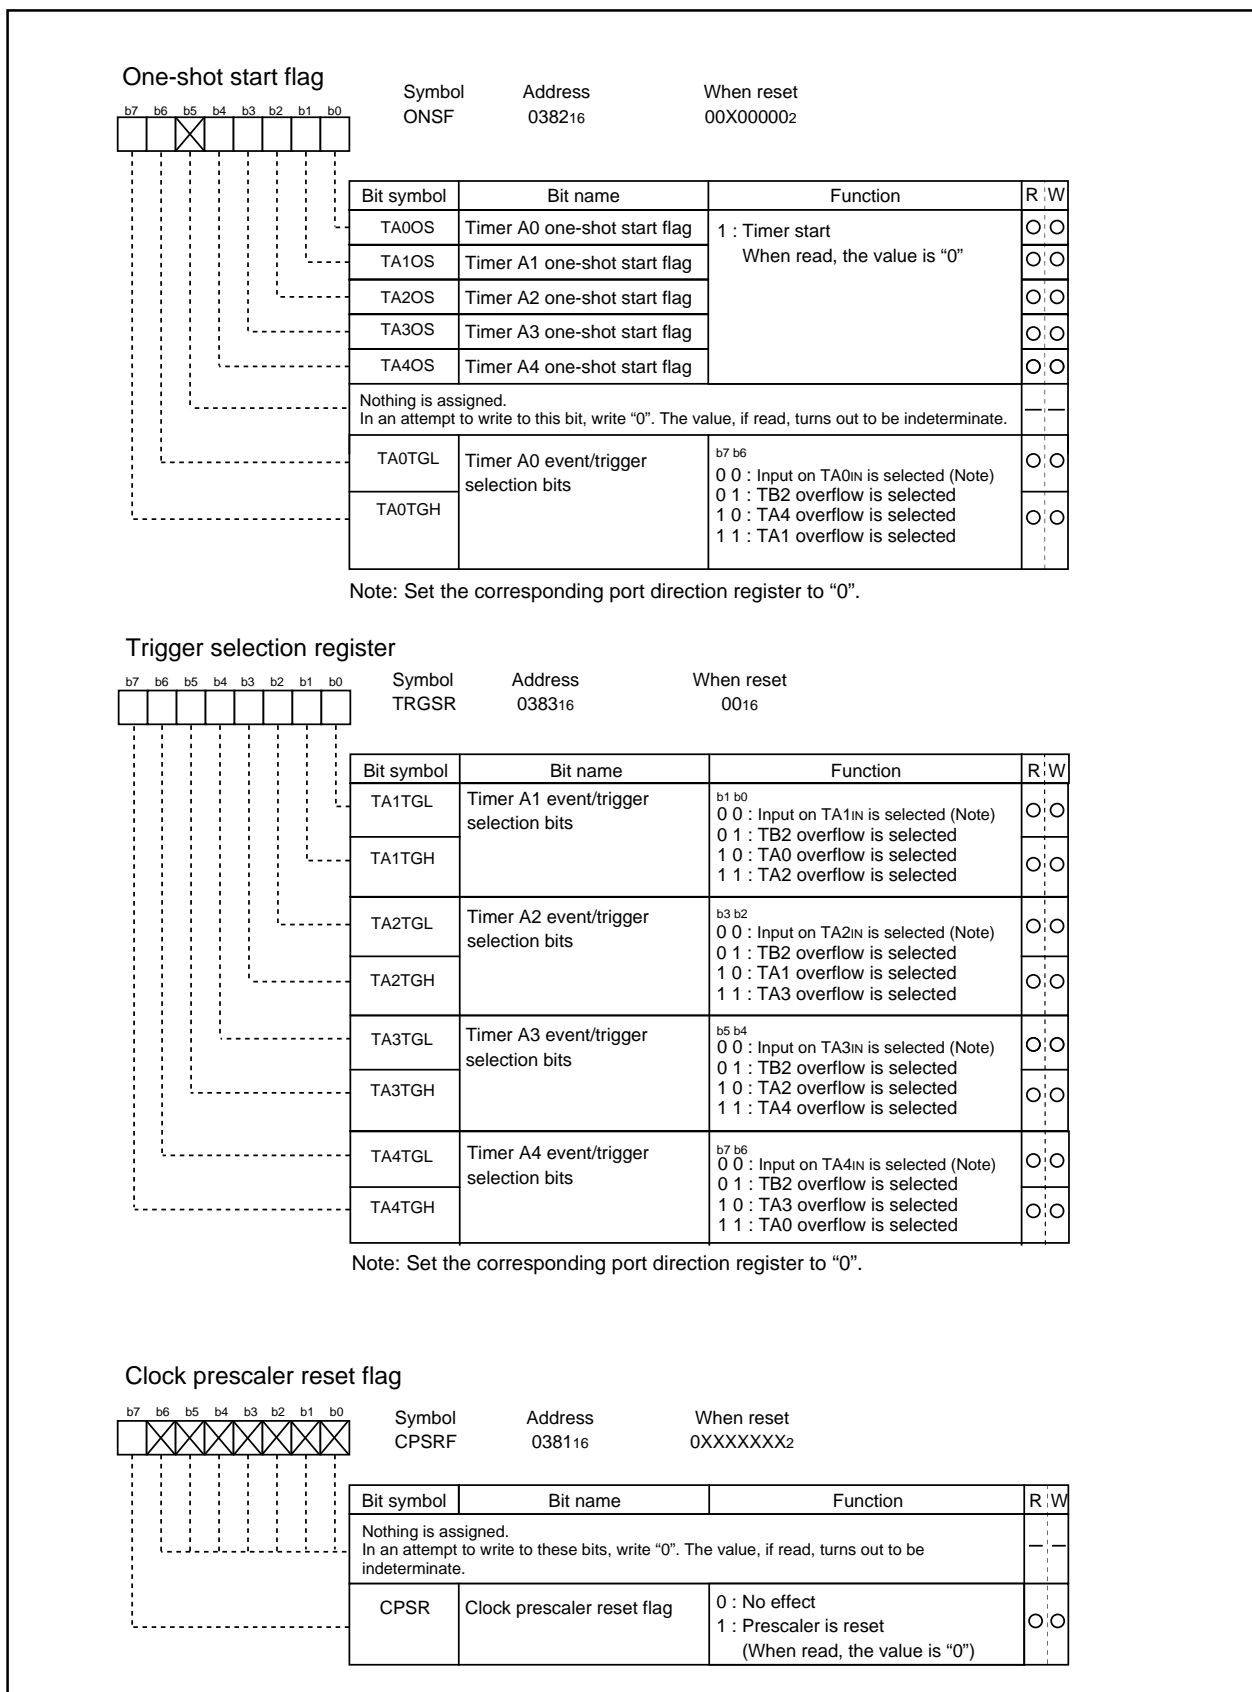 One-shot start flag
Symbol Address When reset
ONSF 038216 00X000002
b7 b6 b5 b4 b3 b2 b1 b0
Bit symbol Bit name Function R W
TA0OS Timer A0 one-shot start flag 1 : Timer start
TA1OS Timer A1 one-shot start flag When read, the value is “0”
TA2OS Timer A2 one-shot start flag
TA3OS Timer A3 one-shot start flag
TA4OS Timer A4 one-shot start flag
Nothing is assigned.
In an attempt to write to this bit, write “0”. The value, if read, turns out to be indeterminate.
TA0TGL Timer A0 event/trigger b7 b6
selection bits 0 0 : Input on TA0IN is selected (Note)
0 1 : TB2 overflow is selected
TA0TGH 1 0 : TA4 overflow is selected
1 1 : TA1 overflow is selected
Note: Set the corresponding port direction register to “0”.
Trigger selection register
Symbol Address When reset
b7 b6 b5 b4 b3 b2 b1 b0
TRGSR 038316 0016
Bit symbol Bit name Function R W
TA1TGL Timer A1 event/trigger b1 b0
selection bits 0 0 : Input on TA1IN is selected (Note)
0 1 : TB2 overflow is selected
TA1TGH 1 0 : TA0 overflow is selected
1 1 : TA2 overflow is selected
TA2TGL Timer A2 event/trigger b3 b2
selection bits 0 0 : Input on TA2IN is selected (Note)
0 1 : TB2 overflow is selected
TA2TGH 1 0 : TA1 overflow is selected
1 1 : TA3 overflow is selected
TA3TGL Timer A3 event/trigger b5 b4
selection bits 0 0 : Input on TA3IN is selected (Note)
0 1 : TB2 overflow is selected
TA3TGH 1 0 : TA2 overflow is selected
1 1 : TA4 overflow is selected
TA4TGL Timer A4 event/trigger b7 b6
selection bits 0 0 : Input on TA4IN is selected (Note)
0 1 : TB2 overflow is selected
TA4TGH 1 0 : TA3 overflow is selected
1 1 : TA0 overflow is selected
Note: Set the corresponding port direction register to “0”.
Clock prescaler reset flag
b7 b6 b5 b4 b3 b2 b1 b0
Symbol Address When reset
CPSRF 038116 0XXXXXXX2
Bit symbol Bit name Function R W
Nothing is assigned.
In an attempt to write to these bits, write “0”. The value, if read, turns out to be
indeterminate.
CPSR Clock prescaler reset flag 0 : No effect
1 : Prescaler is reset
(When read, the value is “0”)